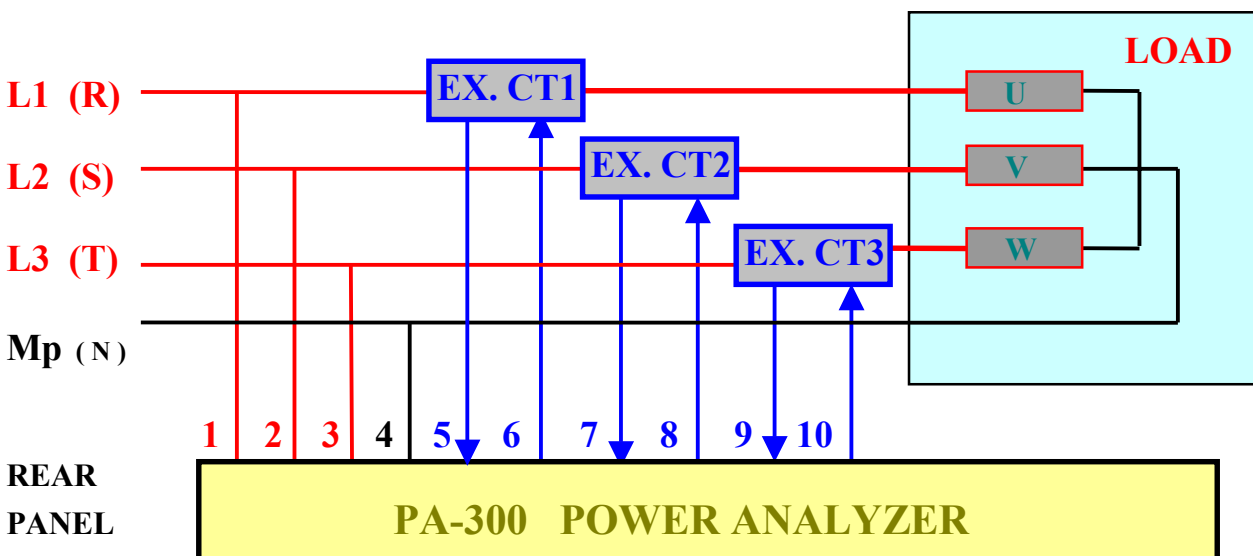 LOAD
L1 (R)
EX. CT1
U
L2 (S)
EX. CT2
V
L3 (T)
EX. CT3
W
Mp ( N )
1 2 3 4 5 6 7 8 9 10
REAR
PANEL
PA-300 POWER ANALYZER